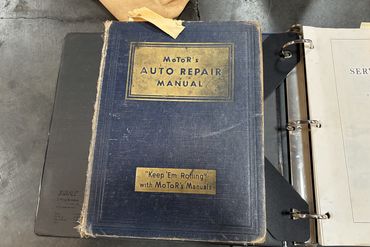 MoToR's
AUTO REPAIR
MANUAL
"Keep 'Em Rolling"
with MoToR's Manuals
SER